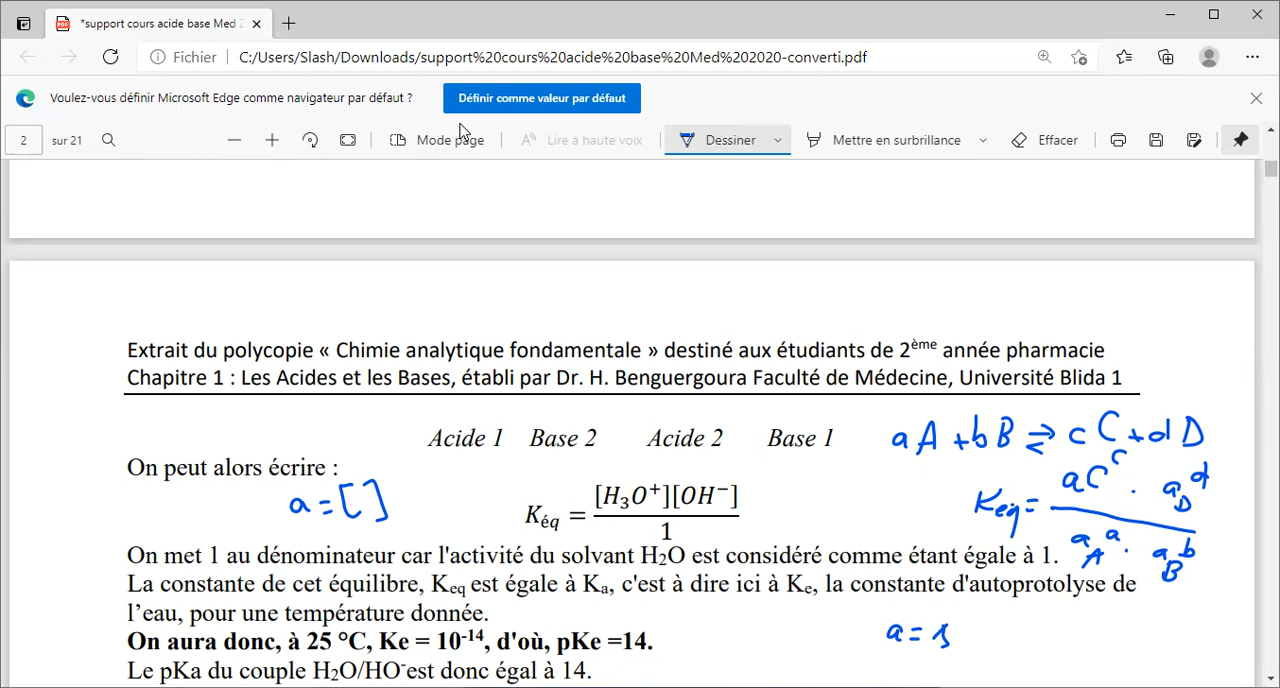 *support cours acide base Med 2
Fichier C:/Users/Slash/Downloads/support%20cours%20acide%20base%20Med%202020-converti.pdf
Voulez-vous définir Microsoft Edge comme navigateur par défaut ? Définir comme valeur par défaut
2 sur 21 Mode page Lire à haute voix Dessiner Mettre en surbrillance Effacer
Extrait du polycopie « Chimie analytique fondamentale » destiné aux étudiants de 2ème année pharmacie
Chapitre 1 : Les Acides et les Bases, établi par Dr. H. Benguergoura Faculté de Médecine, Université Blida 1
Acide 1 Base 2 Acide 2 Base 1
aA + bB ⇌ cC + dD
On peut alors écrire :
a = [ ]
Kéq = [H3O+][OH−] / 1
Keq = aC^c . aD^d / aA^a . aB^b
On met 1 au dénominateur car l'activité du solvant H2O est considéré comme étant égale à 1.
La constante de cet équilibre, Keq est égale à Ka, c'est à dire ici à Ke, la constante d'autoprotolyse de
l’eau, pour une température donnée.
On aura donc, à 25 °C, Ke = 10-14, d'où, pKe =14.
a = 1
Le pKa du couple H2O/HO-est donc égal à 14.